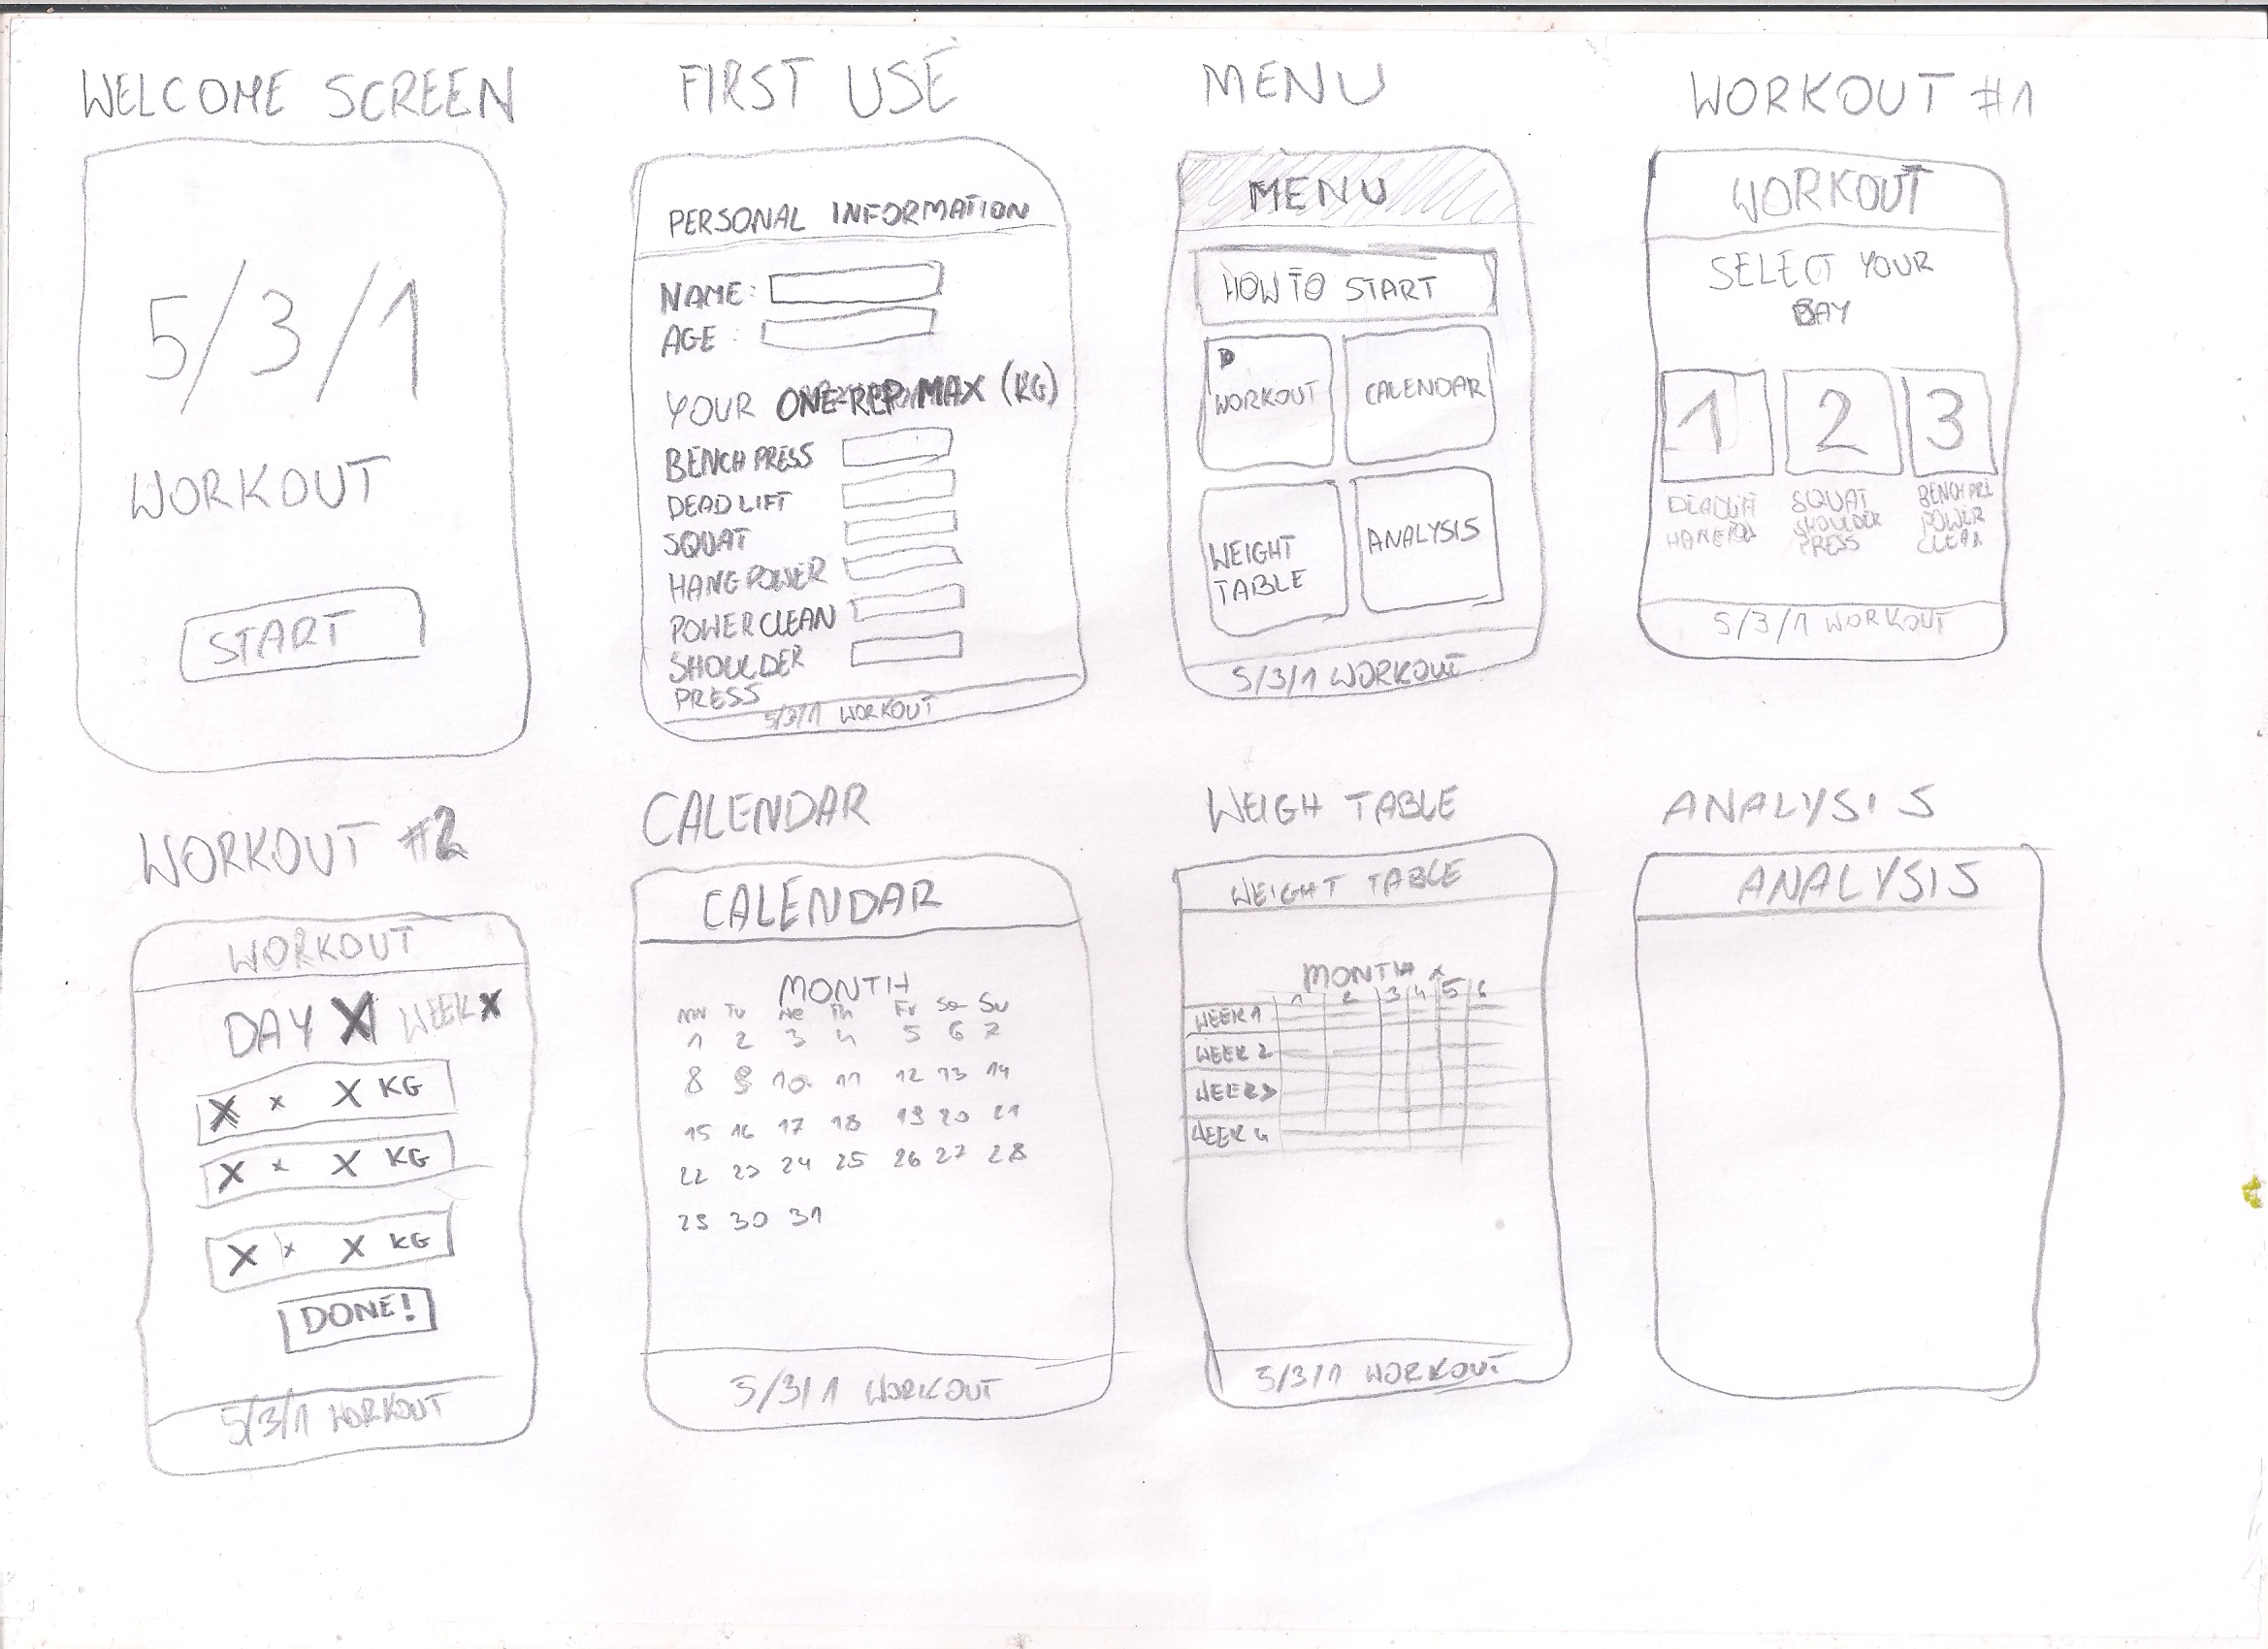 WELCOME SCREEN
5/3/1
WORKOUT
START
FIRST USE
PERSONAL INFORMATION
NAME:
AGE:
YOUR ONE REP MAX (KG)
BENCH PRESS
DEADLIFT
SQUAT
HANG POWER
POWER CLEAN
SHOULDER
PRESS
5/3/1 WORKOUT
MENU
MENU
HOW TO START
WORKOUT
CALENDAR
WEIGHT
TABLE
ANALYSIS
5/3/1 WORKOUT
WORKOUT #1
WORKOUT
SELECT YOUR
DAY
1 2 3
DEADLIFT
SQUAT
SHOULDER
PRESS
BENCH
POWER
CLEAN
5/3/1 WORKOUT
WORKOUT #2
WORKOUT
DAY X WEEK X
X x X KG
X x X KG
X x X KG
DONE!
5/3/1 WORKOUT
CALENDAR
CALENDAR
MONTH
Mo Tu We Th Fr Sa Su
1 2 3 4 5 6 7
8 9 10 11 12 13 14
15 16 17 18 19 20 21
22 23 24 25 26 27 28
29 30 31
5/3/1 WORKOUT
WEIGH TABLE
WEIGHT TABLE
MONTH x
1 2 3 4 5 6
WEEK 1
WEEK 2
WEEK 3
WEEK 4
5/3/1 WORKOUT
ANALYSIS
ANALYSIS